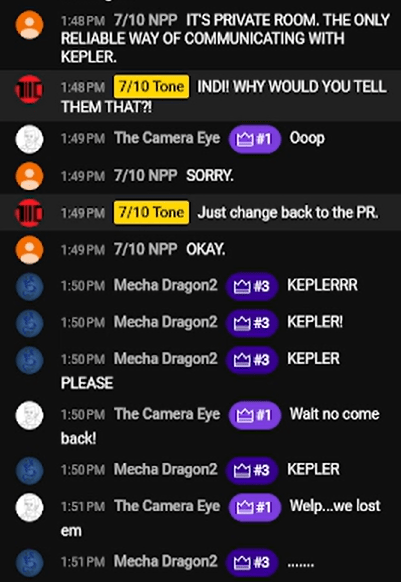 1:48 PM 7/10 NPP IT'S PRIVATE ROOM. THE ONLY
RELIABLE WAY OF COMMUNICATING WITH
KEPLER.
1:48 PM 7/10 Tone INDI! WHY WOULD YOU TELL
THEM THAT?!
1:49 PM The Camera Eye #1 Ooop
1:49 PM 7/10 NPP SORRY.
1:49 PM 7/10 Tone Just change back to the PR.
1:49 PM 7/10 NPP OKAY.
1:50 PM Mecha Dragon2 #3 KEPLERRR
1:50 PM Mecha Dragon2 #3 KEPLER!
1:50 PM Mecha Dragon2 #3 KEPLER
PLEASE
1:50 PM The Camera Eye #1 Wait no come
back!
1:50 PM Mecha Dragon2 #3 KEPLER
1:51 PM The Camera Eye #1 Welp...we lost
em
1:51 PM Mecha Dragon2 #3 .......